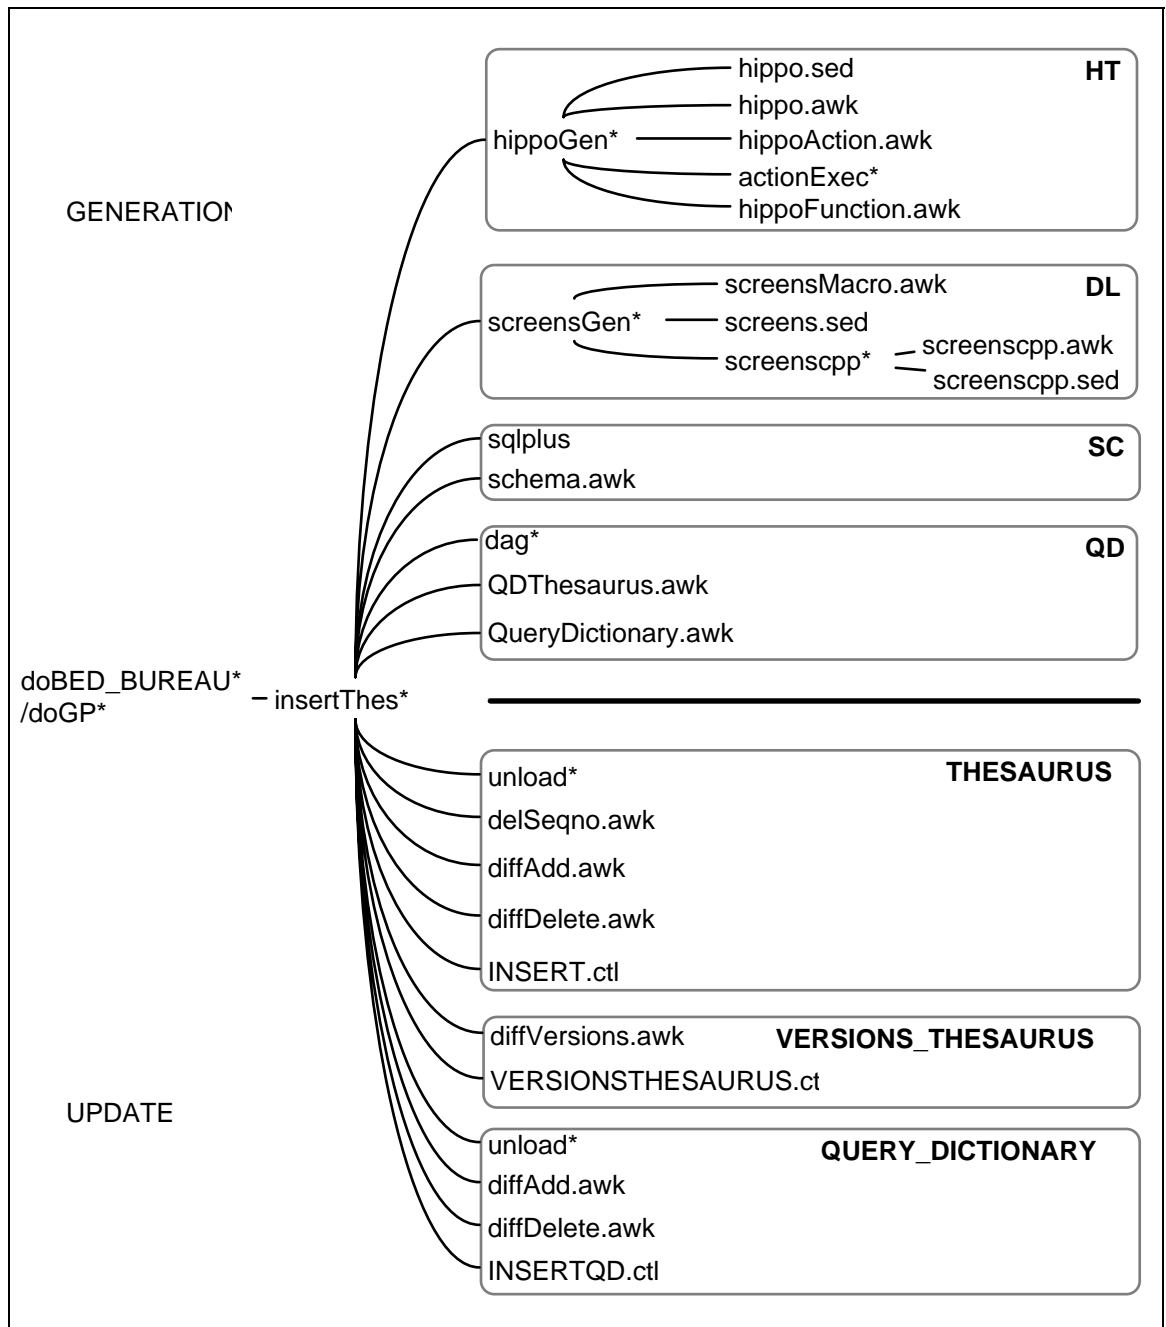 hippo.sed
HT
hippo.awk
hippoGen*
hippoAction.awk
actionExec*
GENERATION
hippoFunction.awk
screensMacro.awk
DL
screensGen*
screens.sed
screenscpp*
screenscpp.awk
screenscpp.sed
sqlplus
SC
schema.awk
dag*
QD
QDThesaurus.awk
QueryDictionary.awk
doBED_BUREAU*
/doGP*
insertThes*
unload*
THESAURUS
delSeqno.awk
diffAdd.awk
diffDelete.awk
INSERT.ctl
diffVersions.awk
VERSIONS_THESAURUS
VERSIONSTHESAURUS.ct
UPDATE
unload*
QUERY_DICTIONARY
diffAdd.awk
diffDelete.awk
INSERTQD.ctl